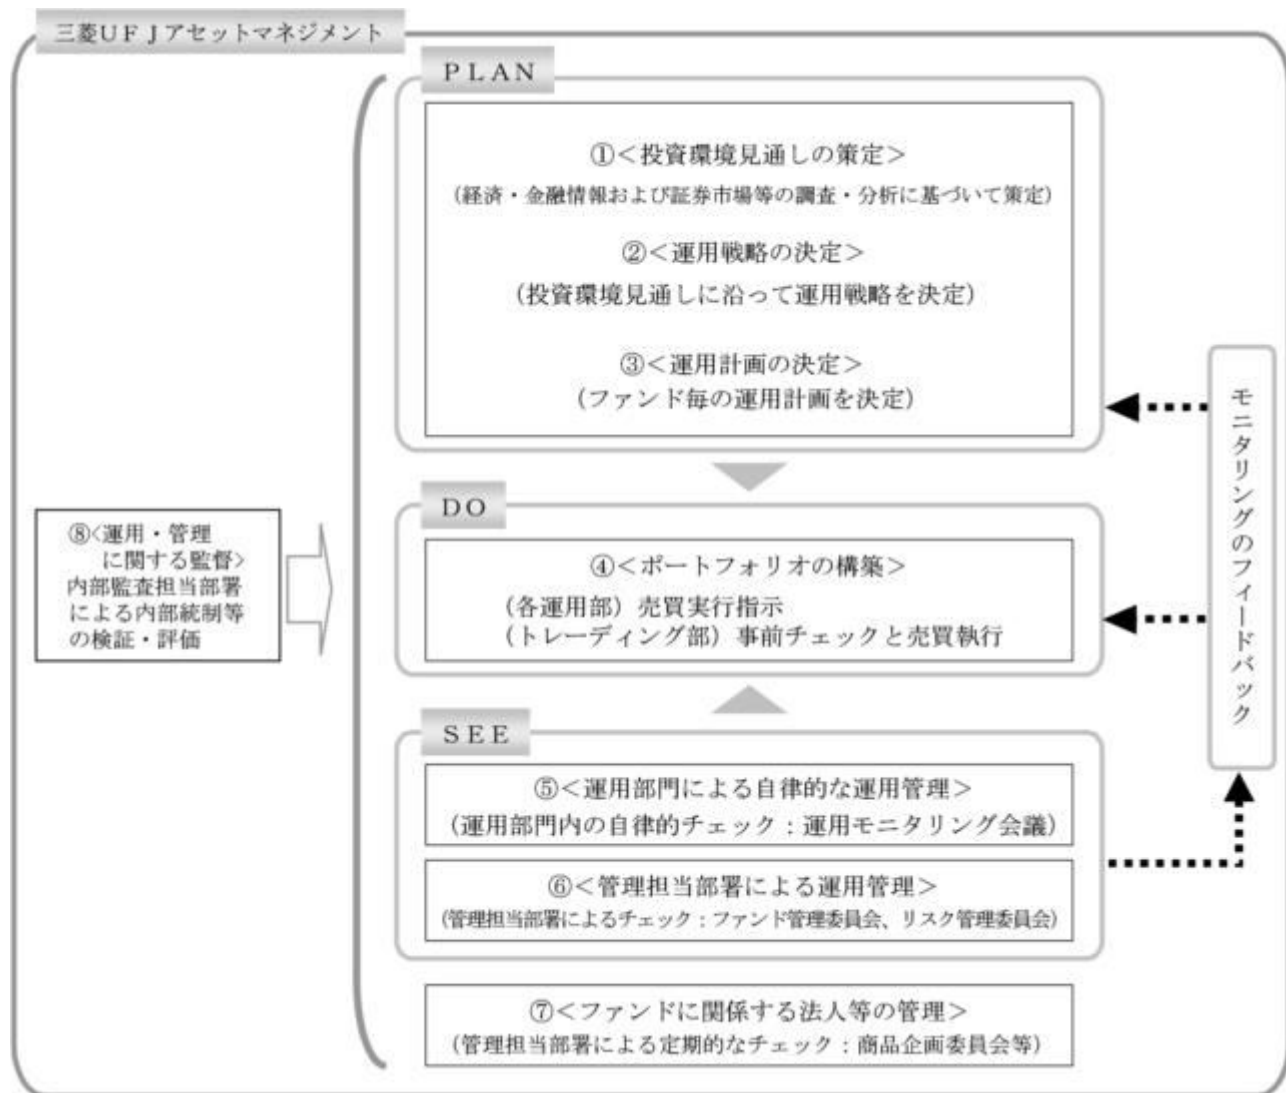 三菱ＵＦＪアセットマネジメント
ＰＬＡＮ
①＜投資環境見通しの策定＞
（経済・金融情報および証券市場等の調査・分析に基づいて策定）
②＜運用戦略の決定＞
（投資環境見通しに沿って運用戦略を決定）
③＜運用計画の決定＞
（ファンド毎の運用計画を決定）
モニタリングのフィードバック
ＤＯ
④＜ポートフォリオの構築＞
（各運用部）売買実行指示
（トレーディング部）事前チェックと売買執行
⑧<運用・管理
に関する監督>
内部監査担当部署
による内部統制等
の検証・評価
ＳＥＥ
⑤＜運用部門による自律的な運用管理＞
（運用部門内の自律的チェック：運用モニタリング会議）
⑥＜管理担当部署による運用管理＞
（管理担当部署によるチェック：ファンド管理委員会、リスク管理委員会）
⑦＜ファンドに関係する法人等の管理＞
（管理担当部署による定期的なチェック：商品企画委員会等）